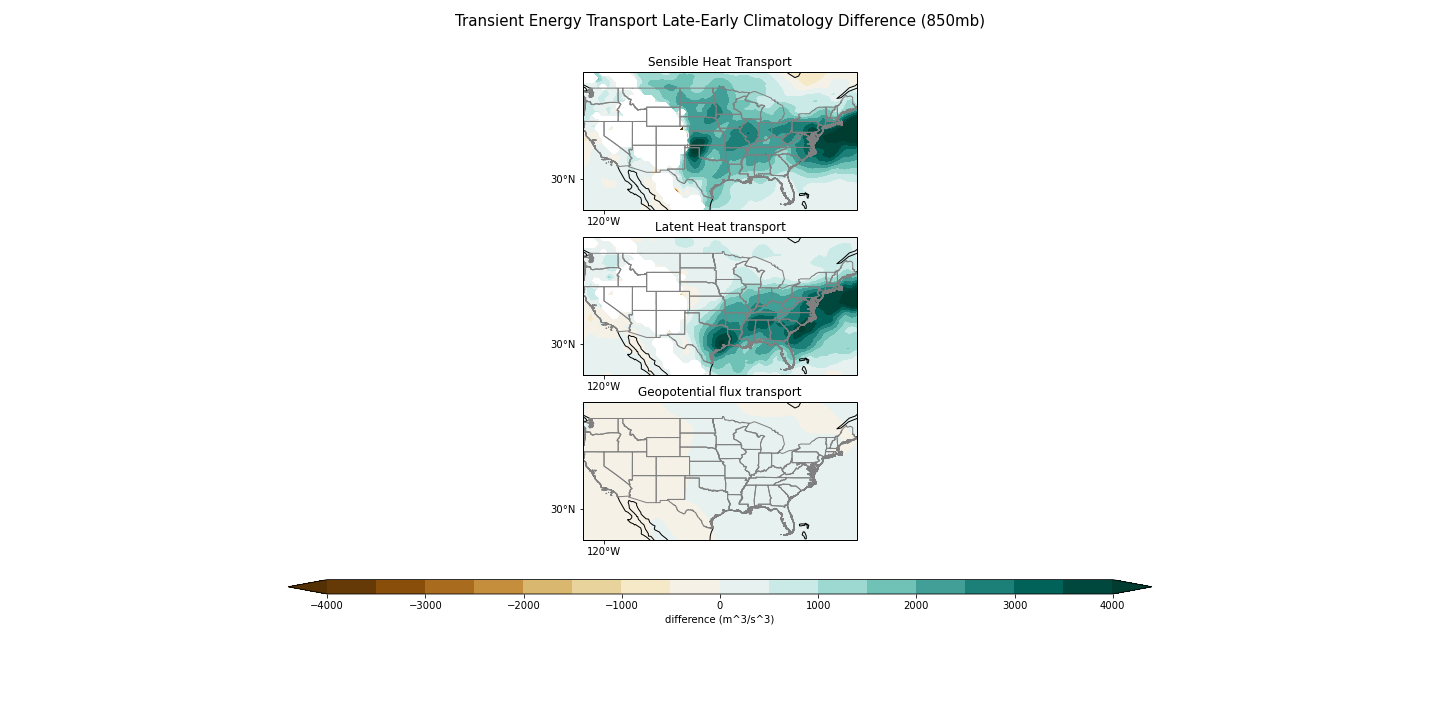 Transient Energy Transport Late-Early Climatology Difference (850mb)
Sensible Heat Transport
30°N
120°W
Latent Heat transport
30°N
120°W
Geopotential flux transport
30°N
120°W
−4000 −3000 −2000 −1000 0 1000 2000 3000 4000
difference (m^3/s^3)